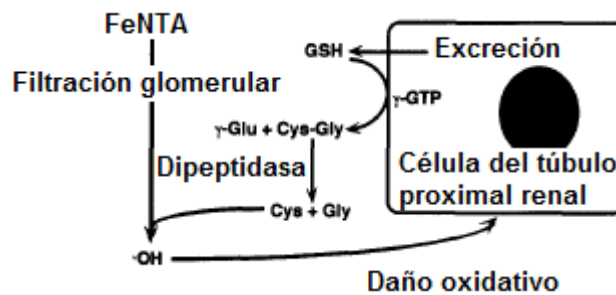 FeNTA
GSH
Excreción
Filtración glomerular
γ-GTP
γ-Glu + Cys-Gly
Dipeptidasa
Célula del túbulo
proximal renal
Cys + Gly
·OH
Daño oxidativo